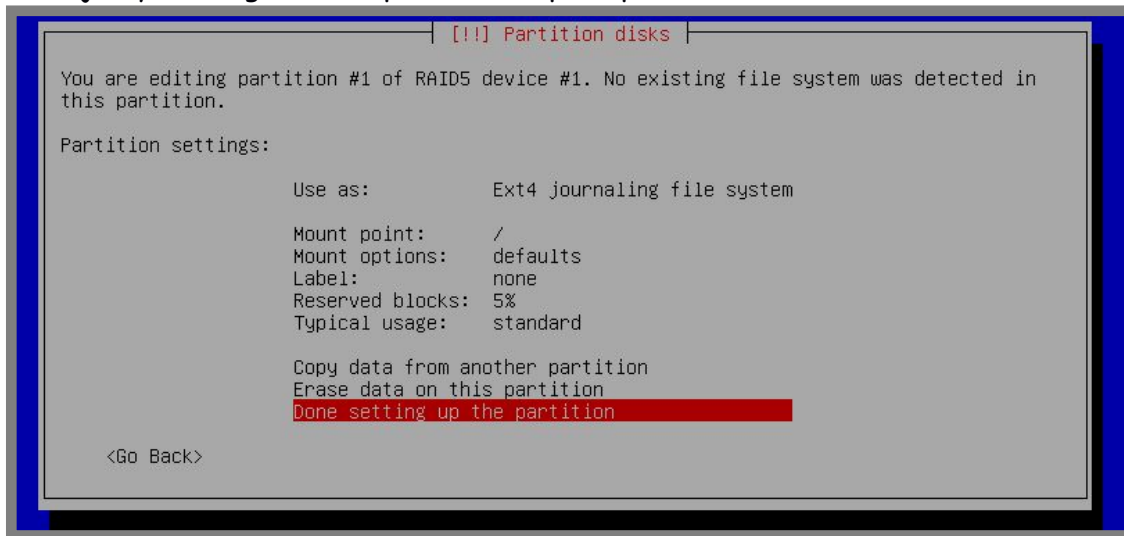 [!!] Partition disks
You are editing partition #1 of RAID5 device #1. No existing file system was detected in
this partition.
Partition settings:
Use as: Ext4 journaling file system
Mount point: /
Mount options: defaults
Label: none
Reserved blocks: 5%
Typical usage: standard
Copy data from another partition
Erase data on this partition
Done setting up the partition
<Go Back>